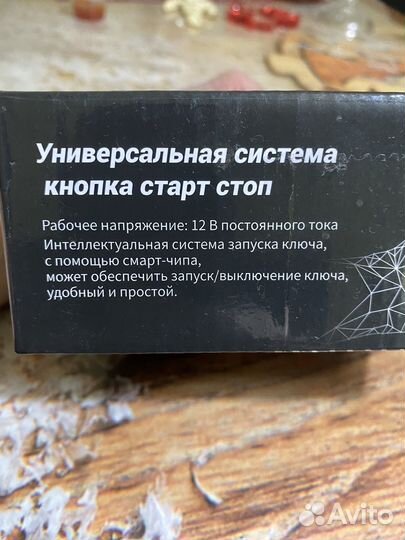 Универсальная система
кнопка старт стоп
Рабочее напряжение: 12 В постоянного тока
Интеллектуальная система запуска ключа,
с помощью смарт-чипа,
может обеспечить запуск/выключение ключа,
удобный и простой.
Avito